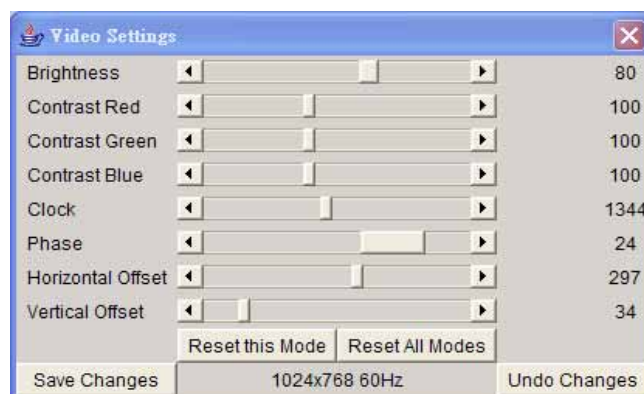 Video Settings
Brightness 80
Contrast Red 100
Contrast Green 100
Contrast Blue 100
Clock 1344
Phase 24
Horizontal Offset 297
Vertical Offset 34
Reset this Mode Reset All Modes
Save Changes 1024x768 60Hz Undo Changes